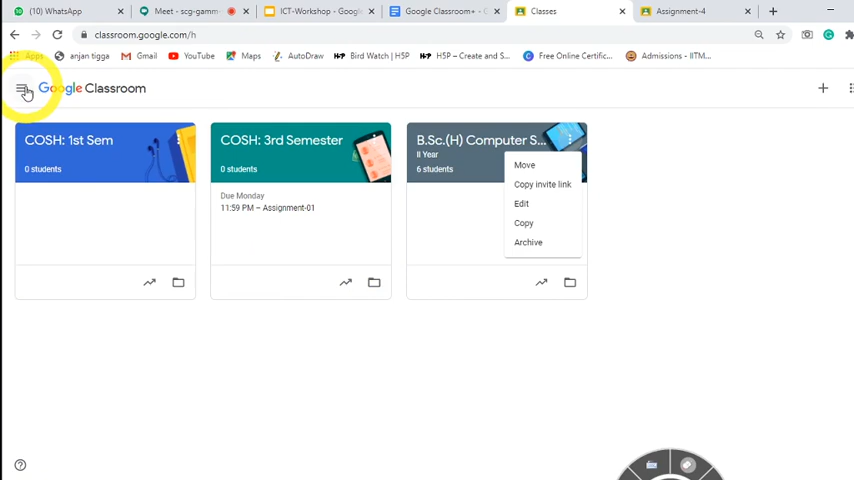 (10) WhatsApp
Meet - scg-gamm-
ICT-Workshop - Google
Google Classroom+ - G
Classes
Assignment-4
classroom.google.com/h
Apps
anjan tigga
Gmail
YouTube
Maps
AutoDraw
H-P
Bird Watch | H5P
H-P
H5P – Create and S...
Free Online Certific...
Admissions - IITM...
Google Classroom
COSH: 1st Sem
0 students
COSH: 3rd Semester
0 students
Due Monday
11:59 PM – Assignment-01
B.Sc.(H) Computer S...
II Year
6 students
Move
Copy invite link
Edit
Copy
Archive